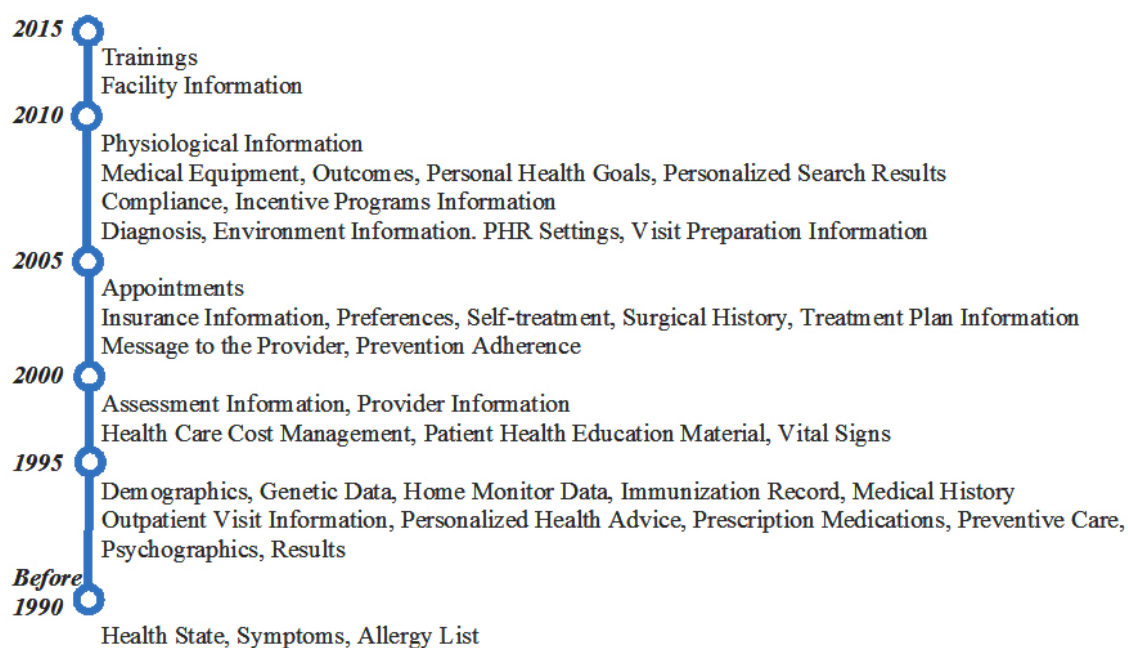 2015
Trainings
Facility Information
2010
Physiological Information
Medical Equipment, Outcomes, Personal Health Goals, Personalized Search Results
Compliance, Incentive Programs Information
Diagnosis, Environment Information. PHR Settings, Visit Preparation Information
2005
Appointments
Insurance Information, Preferences, Self-treatment, Surgical History, Treatment Plan Information
Message to the Provider, Prevention Adherence
2000
Assessment Information, Provider Information
Health Care Cost Management, Patient Health Education Material, Vital Signs
1995
Demographics, Genetic Data, Home Monitor Data, Immunization Record, Medical History
Outpatient Visit Information, Personalized Health Advice, Prescription Medications, Preventive Care,
Psychographics, Results
Before
1990
Health State, Symptoms, Allergy List